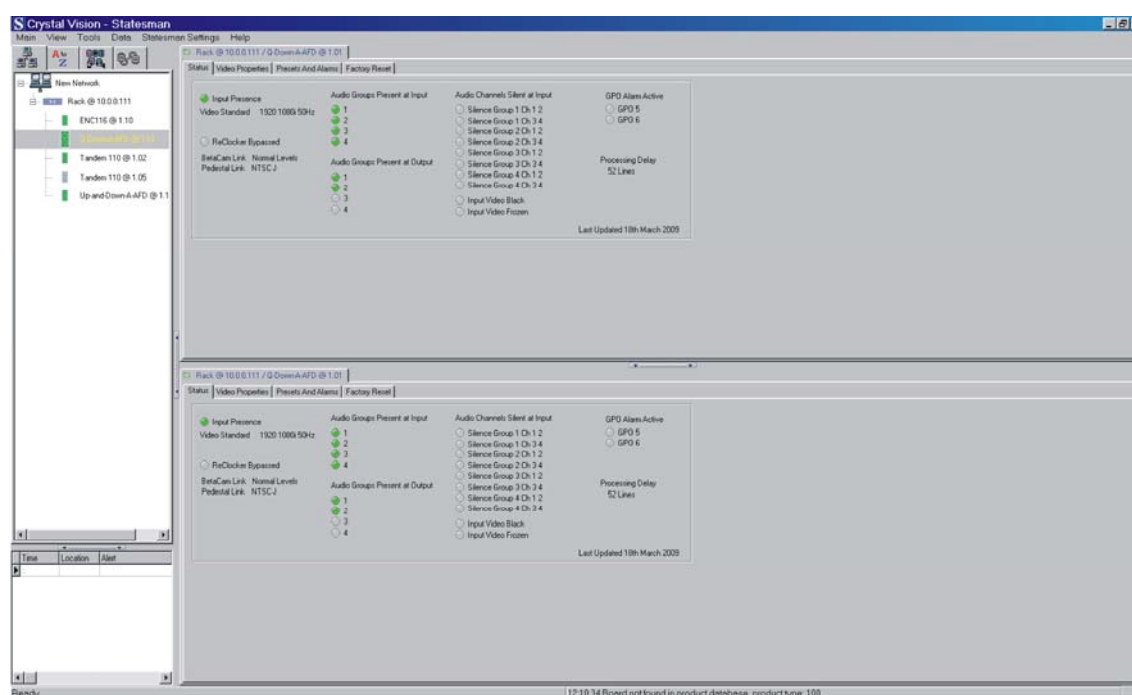 Crystal Vision - Statesman
Main View Tools Data Statesman Settings Help
New Network
Rack @ 10.0.0.111
ENC116 @ 1.10
Tandem 110 @ 1.02
Tandem 110 @ 1.05
Up-and-Down-A-AFD @ 1.1
Time Location Alert
Ready
Rack @ 10.0.0.111 / Q-Down-A-AFD @ 1.01
Status Video Properties Presets And Alarms Factory Reset
Input Presence
Video Standard 1920 1080i 50Hz
ReClocker Bypassed
BetaCam Link: Normal Levels
Pedestal Link: NTSC J
Audio Groups Present at Input
1
2
3
4
Audio Groups Present at Output
1
2
3
4
Audio Channels Silent at Input
Silence Group 1 Ch 1 2
Silence Group 1 Ch 3 4
Silence Group 2 Ch 1 2
Silence Group 2 Ch 3 4
Silence Group 3 Ch 1 2
Silence Group 3 Ch 3 4
Silence Group 4 Ch 1 2
Silence Group 4 Ch 3 4
Input Video Black
Input Video Frozen
GPO Alarm Active
GPO 5
GPO 6
Processing Delay
52 Lines
Last Updated 18th March 2009
Rack @ 10.0.0.111 / Q-Down-A-AFD @ 1.01
Status Video Properties Presets And Alarms Factory Reset
Input Presence
Video Standard 1920 1080i 50Hz
ReClocker Bypassed
BetaCam Link: Normal Levels
Pedestal Link: NTSC J
Audio Groups Present at Input
1
2
3
4
Audio Groups Present at Output
1
2
3
4
Audio Channels Silent at Input
Silence Group 1 Ch 1 2
Silence Group 1 Ch 3 4
Silence Group 2 Ch 1 2
Silence Group 2 Ch 3 4
Silence Group 3 Ch 1 2
Silence Group 3 Ch 3 4
Silence Group 4 Ch 1 2
Silence Group 4 Ch 3 4
Input Video Black
Input Video Frozen
GPO Alarm Active
GPO 5
GPO 6
Processing Delay
52 Lines
Last Updated 18th March 2009
12:10:34 Board not found in product database, product type: 100